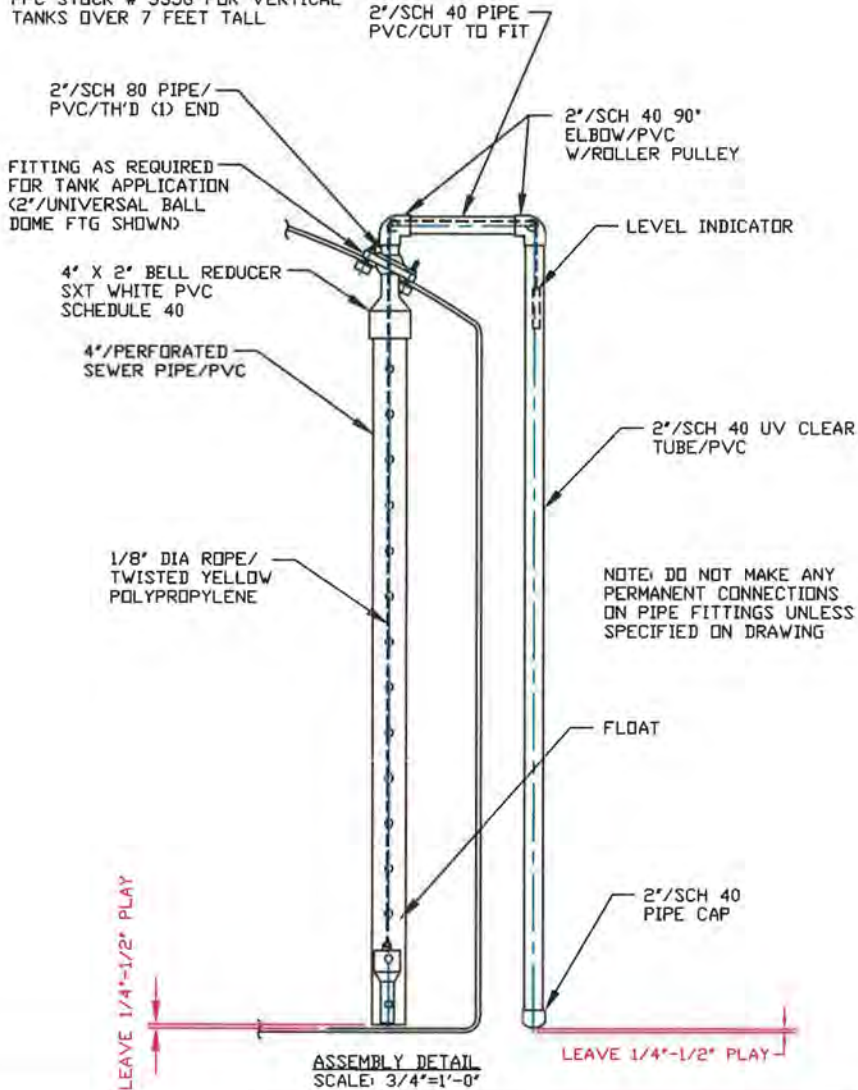 TANKS OVER 7 FEET TALL
2"/SCH 40 PIPE
PVC/CUT TO FIT
2"/SCH 80 PIPE/
PVC/TH'D (1) END
2"/SCH 40 90°
ELBOW/PVC
W/ROLLER PULLEY
FITTING AS REQUIRED
FOR TANK APPLICATION
(2"/UNIVERSAL BALL
DOME FTG SHOWN)
LEVEL INDICATOR
4" X 2" BELL REDUCER
SXT WHITE PVC
SCHEDULE 40
4"/PERFORATED
SEWER PIPE/PVC
2"/SCH 40 UV CLEAR
TUBE/PVC
1/8" DIA ROPE/
TWISTED YELLOW
POLYPROPYLENE
NOTE: DO NOT MAKE ANY
PERMANENT CONNECTIONS
ON PIPE FITTINGS UNLESS
SPECIFIED ON DRAWING
FLOAT
2"/SCH 40
PIPE CAP
LEAVE 1/4"-1/2" PLAY
LEAVE 1/4"-1/2" PLAY
ASSEMBLY DETAIL
SCALE: 3/4"=1'-0"